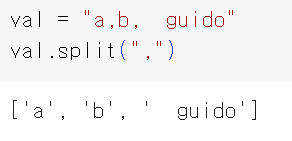 val = "a,b,  guido"
val.split(",")
['a', 'b', '  guido']